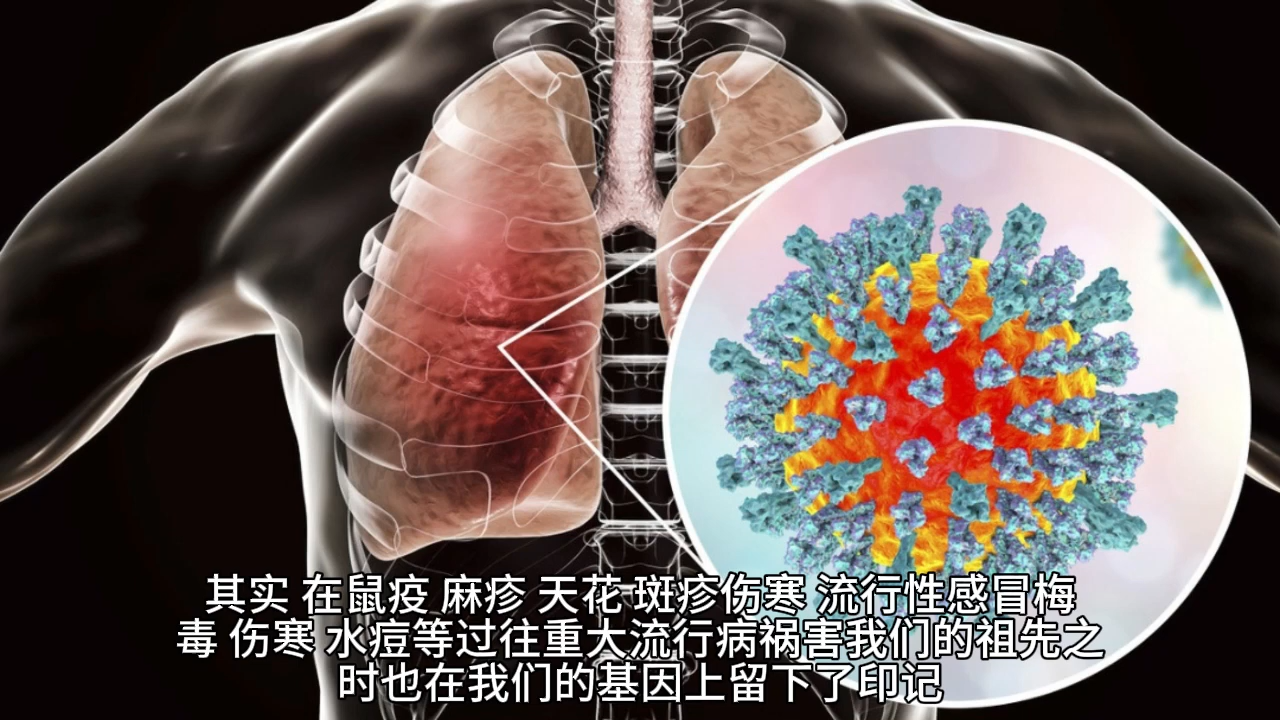 其实 在鼠疫 麻疹 天花 斑疹伤寒 流行性感冒梅
毒 伤寒 水痘等过往重大流行病祸害我们的祖先之
时也在我们的基因上留下了印记